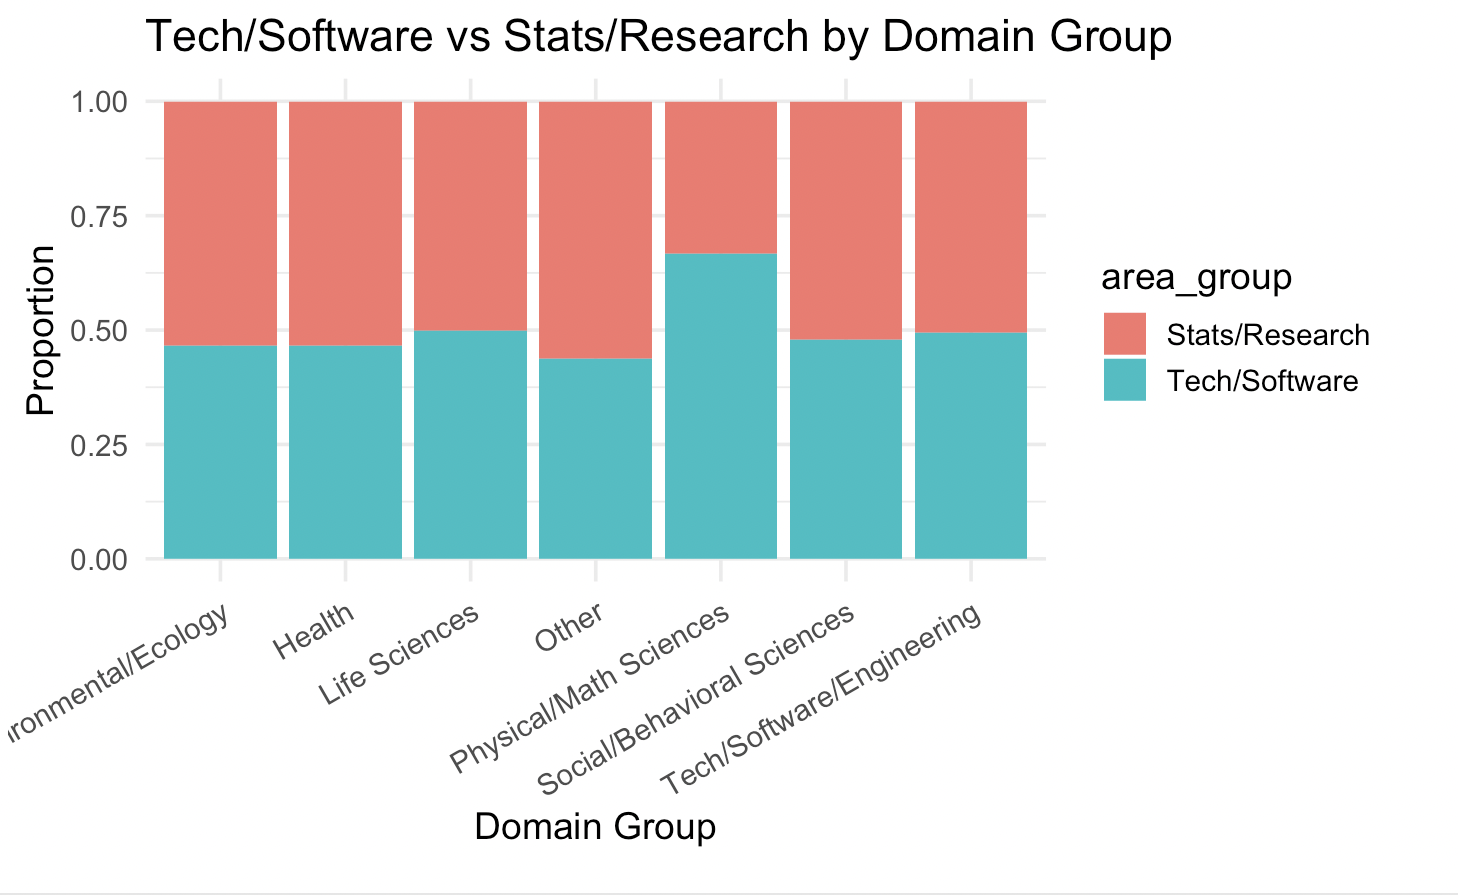 Tech/Software vs Stats/Research by Domain Group
1.00
0.75
0.50
0.25
0.00
Proportion
ronmental/Ecology
Health
Life Sciences
Other
Physical/Math Sciences
Social/Behavioral Sciences
Tech/Software/Engineering
Domain Group
area_group
Stats/Research
Tech/Software